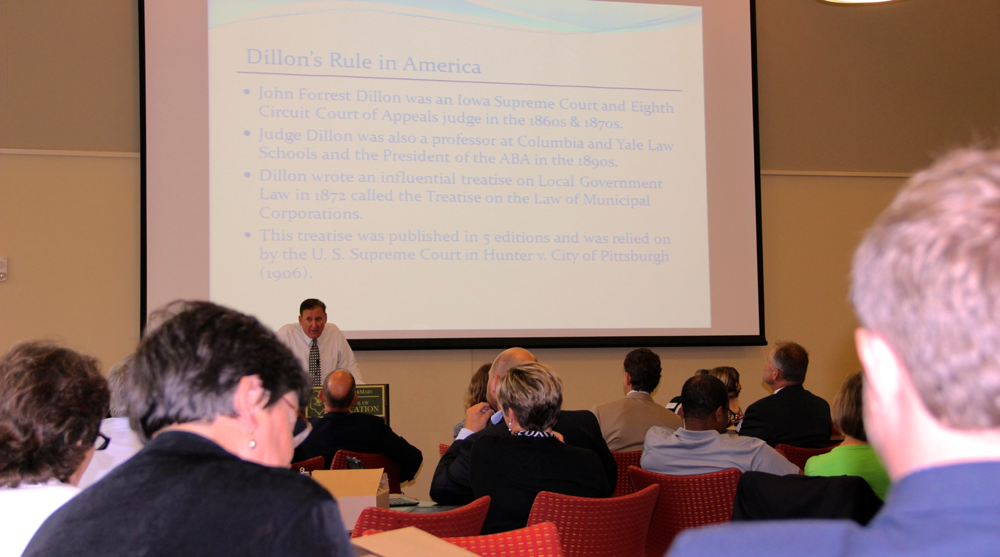 Dillon's Rule in America
• John Forrest Dillon was an Iowa Supreme Court and Eighth
Circuit Court of Appeals judge in the 1860s & 1870s.
• Judge Dillon was also a professor at Columbia and Yale Law
Schools and the President of the ABA in the 1890s.
• Dillon wrote an influential treatise on Local Government
Law in 1872 called the Treatise on the Law of Municipal
Corporations.
• This treatise was published in 5 editions and was relied on
by the U. S. Supreme Court in Hunter v. City of Pittsburgh
(1906).
& MARY
OL OF
CATION